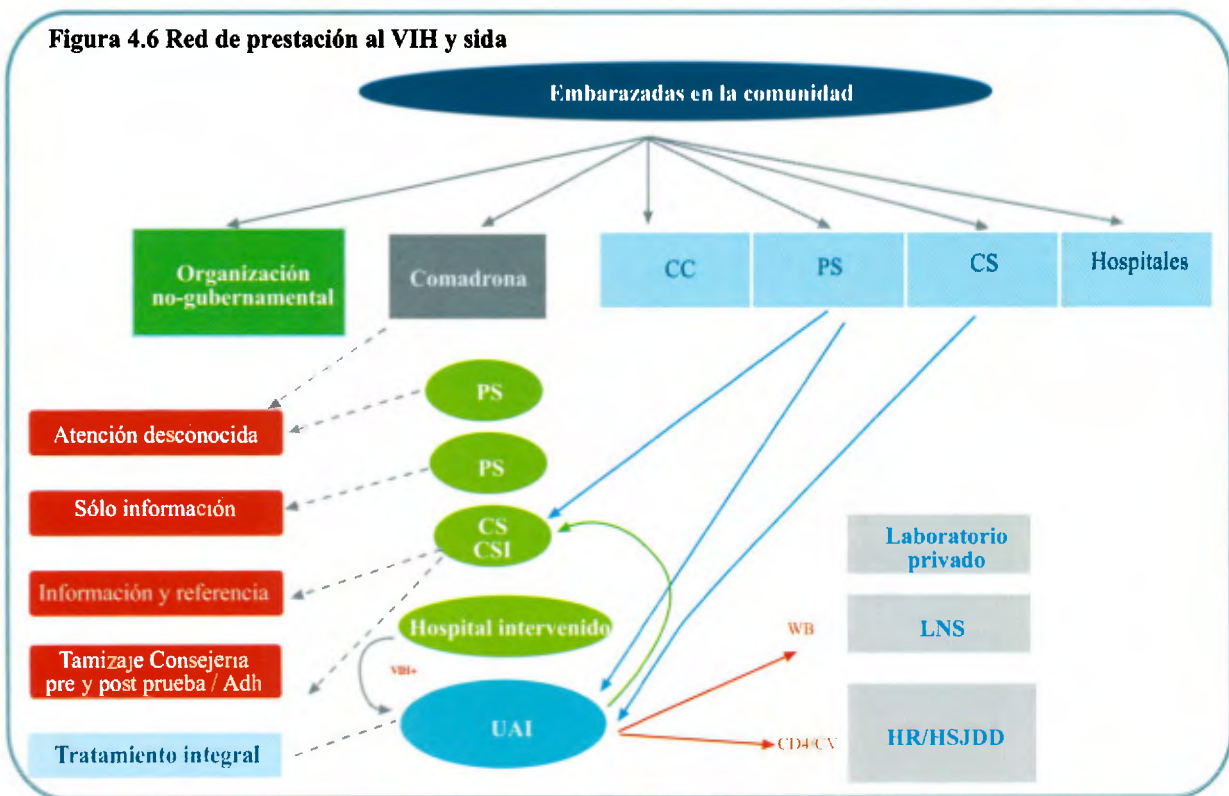 Figura 4.6 Red de prestación al VIH y sida
Embarazadas en la comunidad
Organización
no-gubernamental
Comadrona
CC
PS
CS
Hospitales
PS
Atención desconocida
PS
Sólo información
CS
CSI
Laboratorio
privado
Información y referencia
Hospital intervenido
WB
LNS
Tamizaje Consejería
pre y post prueba / Adh
VIH+
UAI
CD4/CV
HR/HSJDD
Tratamiento integral